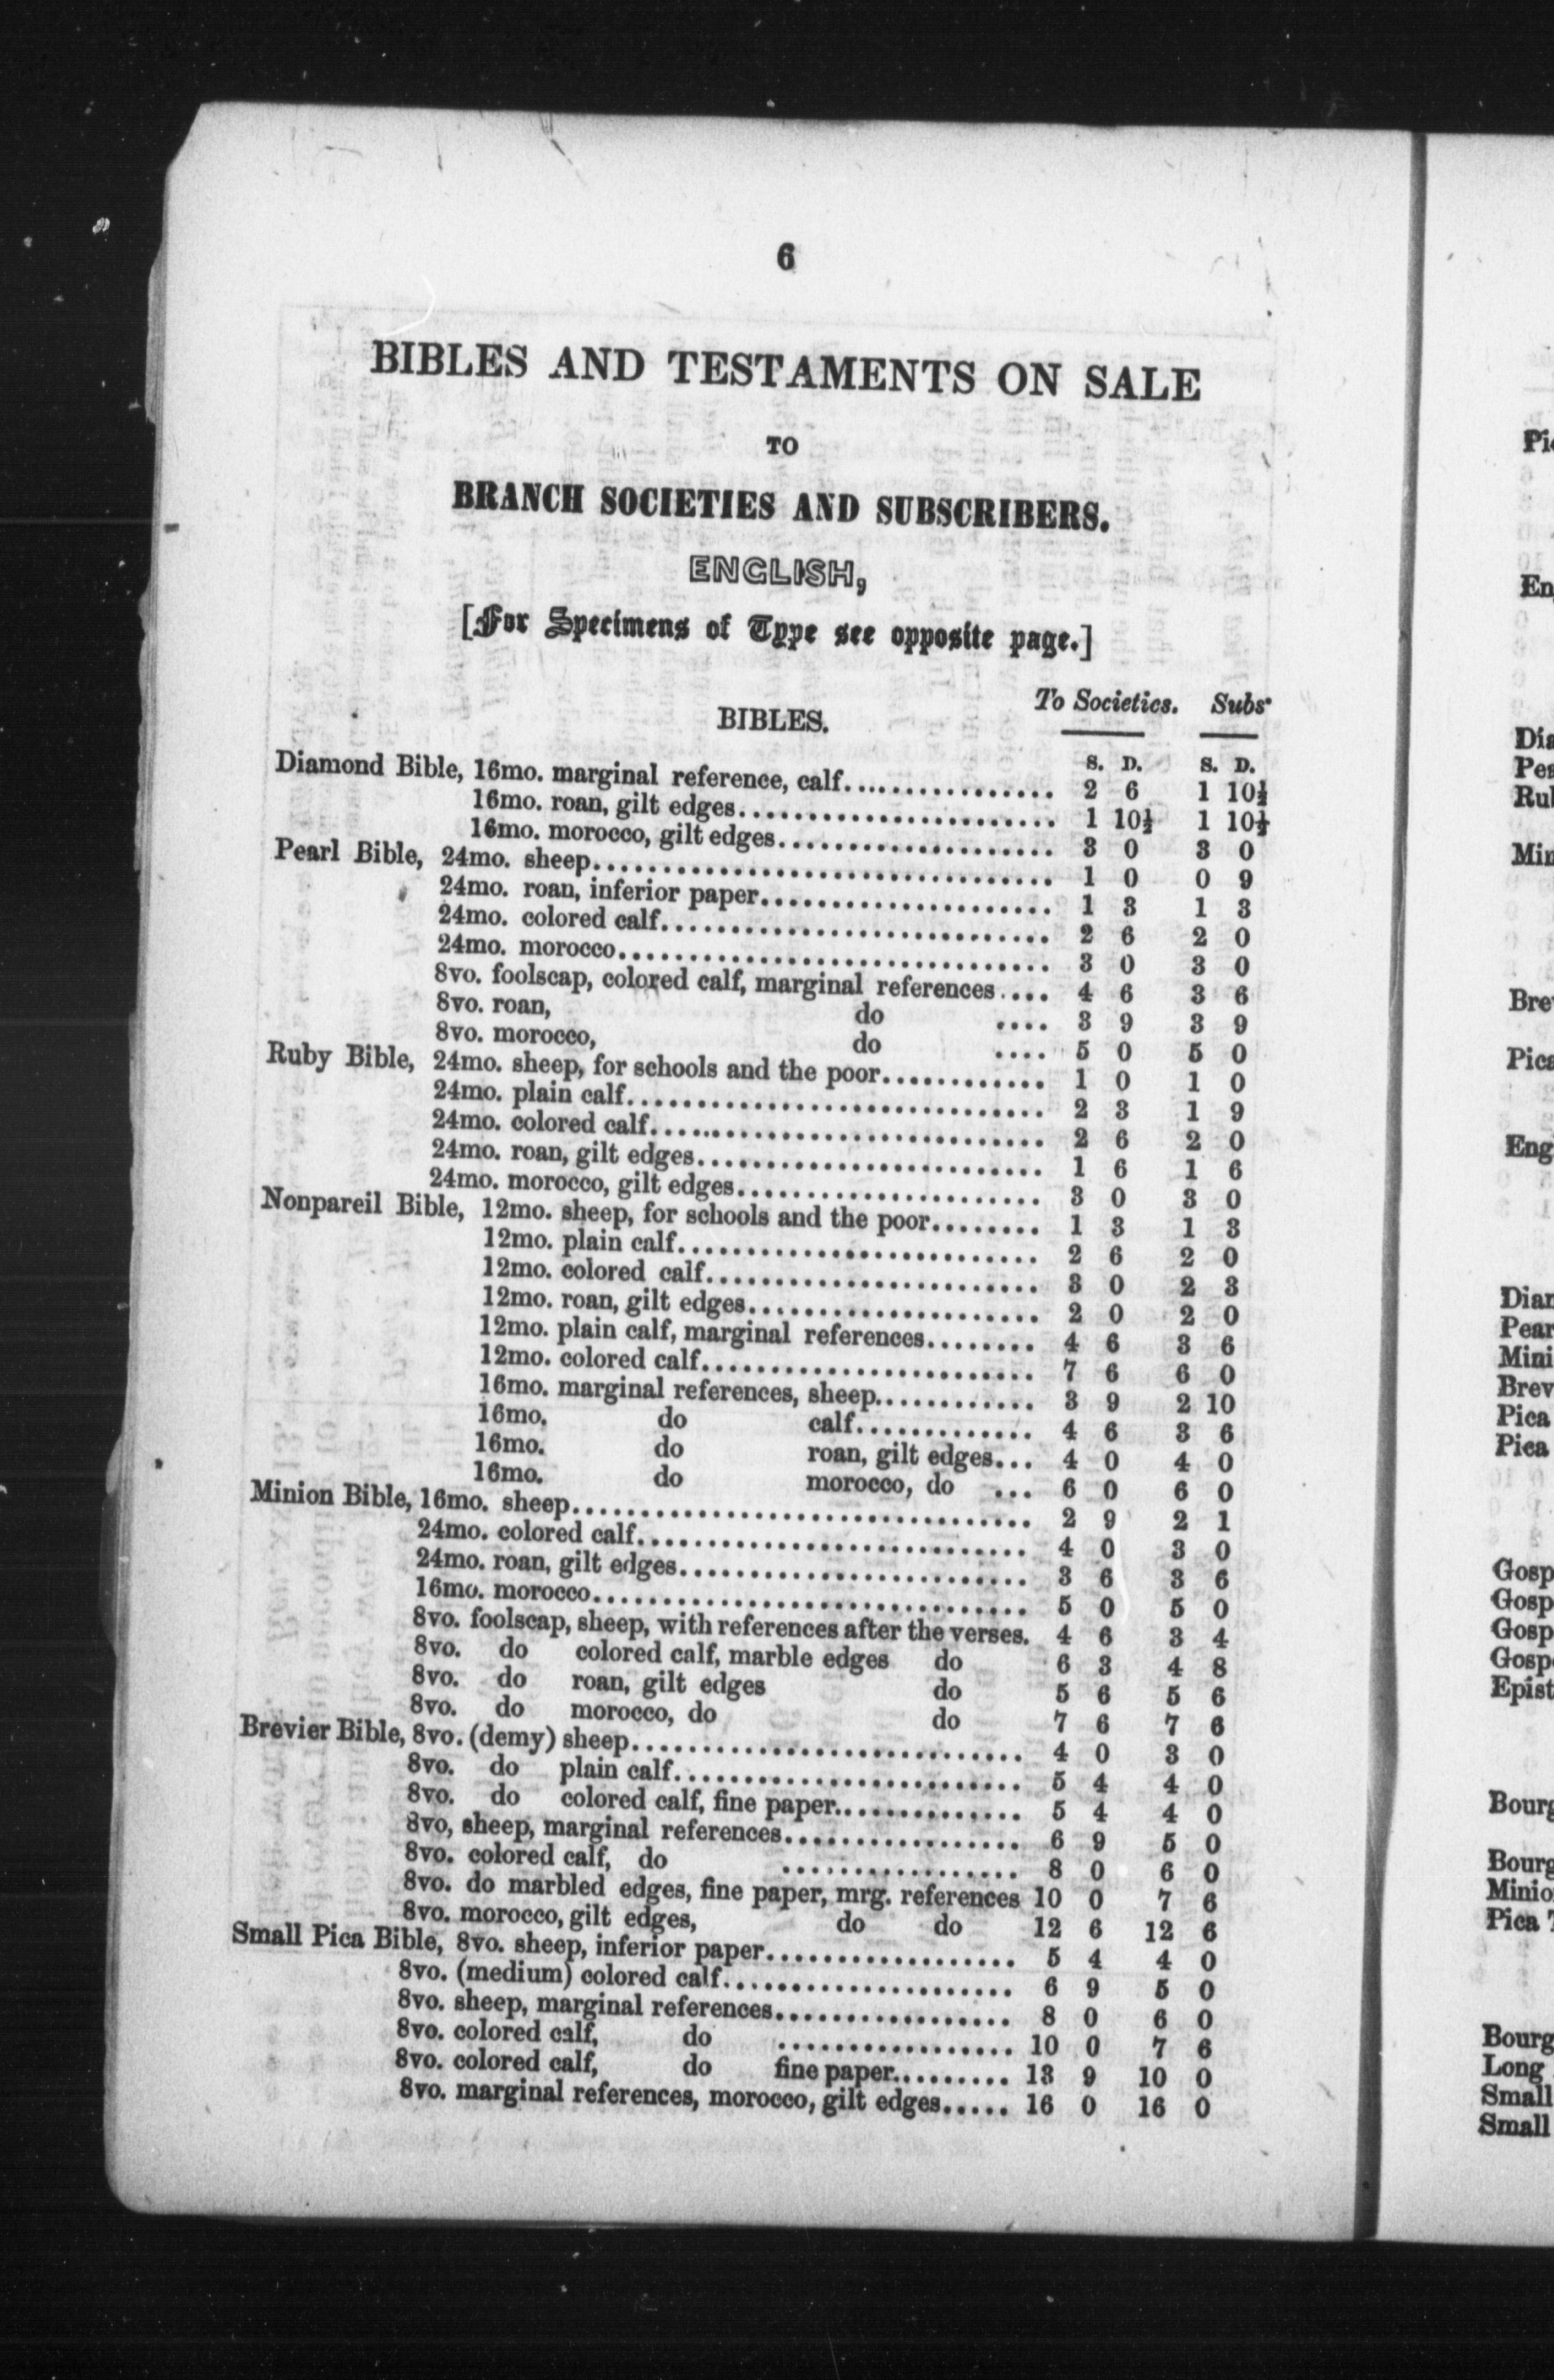 6
BIBLES AND TESTAMENTS ON SALE
TO
BRANCH SOCIETIES AND SUBSCRIBERS.
ENGLISH,
[For Specimens of Type see opposite page.]
BIBLES. To Societies. Subs·
S. D. S. D.
Diamond Bible, 16mo. marginal reference, calf................ 2 6 1 10½
16mo. roan, gilt edges........................ 1 10½ 1 10½
16mo. morocco, gilt edges..................... 3 0 3 0
Pearl Bible, 24mo. sheep.................................. 1 0 0 9
24mo. roan, inferior paper..................... 1 3 1 3
24mo. colored calf............................. 2 6 2 0
24mo. morocco................................ 3 0 3 0
8vo. foolscap, colored calf, marginal references.... 4 6 3 6
8vo. roan, do .... 3 9 3 9
8vo. morocco, do .... 5 0 5 0
Ruby Bible, 24mo. sheep, for schools and the poor............ 1 0 1 0
24mo. plain calf............................... 2 3 1 9
24mo. colored calf............................. 2 6 2 0
24mo. roan, gilt edges.......................... 1 6 1 6
24mo. morocco, gilt edges...................... 3 0 3 0
Nonpareil Bible, 12mo. sheep, for schools and the poor........ 1 3 1 3
12mo. plain calf........................... 2 6 2 0
12mo. colored calf......................... 3 0 2 3
12mo. roan, gilt edges...................... 2 0 2 0
12mo. plain calf, marginal references........ 4 6 3 6
12mo. colored calf......................... 7 6 6 0
16mo. marginal references, sheep............ 3 9 2 10
16mo. do calf............. 4 6 3 6
16mo. do roan, gilt edges... 4 0 4 0
16mo. do morocco, do ... 6 0 6 0
Minion Bible, 16mo. sheep.................................. 2 9 2 1
24mo. colored calf............................. 4 0 3 0
24mo. roan, gilt edges.......................... 3 6 3 6
16mo. morocco................................ 5 0 5 0
8vo. foolscap, sheep, with references after the verses. 4 6 3 4
8vo. do colored calf, marble edges do 6 3 4 8
8vo. do roan, gilt edges do 5 6 5 6
8vo. do morocco, do do 7 6 7 6
Brevier Bible, 8vo. (demy) sheep............................. 4 0 3 0
8vo. do plain calf.......................... 5 4 4 0
8vo. do colored calf, fine paper.............. 5 4 4 0
8vo, sheep, marginal references.................. 6 9 5 0
8vo. colored calf, do ................. 8 0 6 0
8vo. do marbled edges, fine paper, mrg. references 10 0 7 6
8vo. morocco, gilt edges, do do 12 6 12 6
Small Pica Bible, 8vo. sheep, inferior paper................... 5 4 4 0
8vo. (medium) colored calf...................... 6 9 5 0
8vo. sheep, marginal references.................. 8 0 6 0
8vo. colored calf, do ................. 10 0 7 6
8vo. colored calf, do fine paper......... 13 9 10 0
8vo. marginal references, morocco, gilt edges..... 16 0 16 0
Pica
Pica
Long
Small
Small